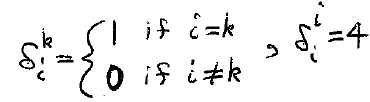 δ_i^k = { 1 if i=k , δ_i^i = 4
0 if i≠k